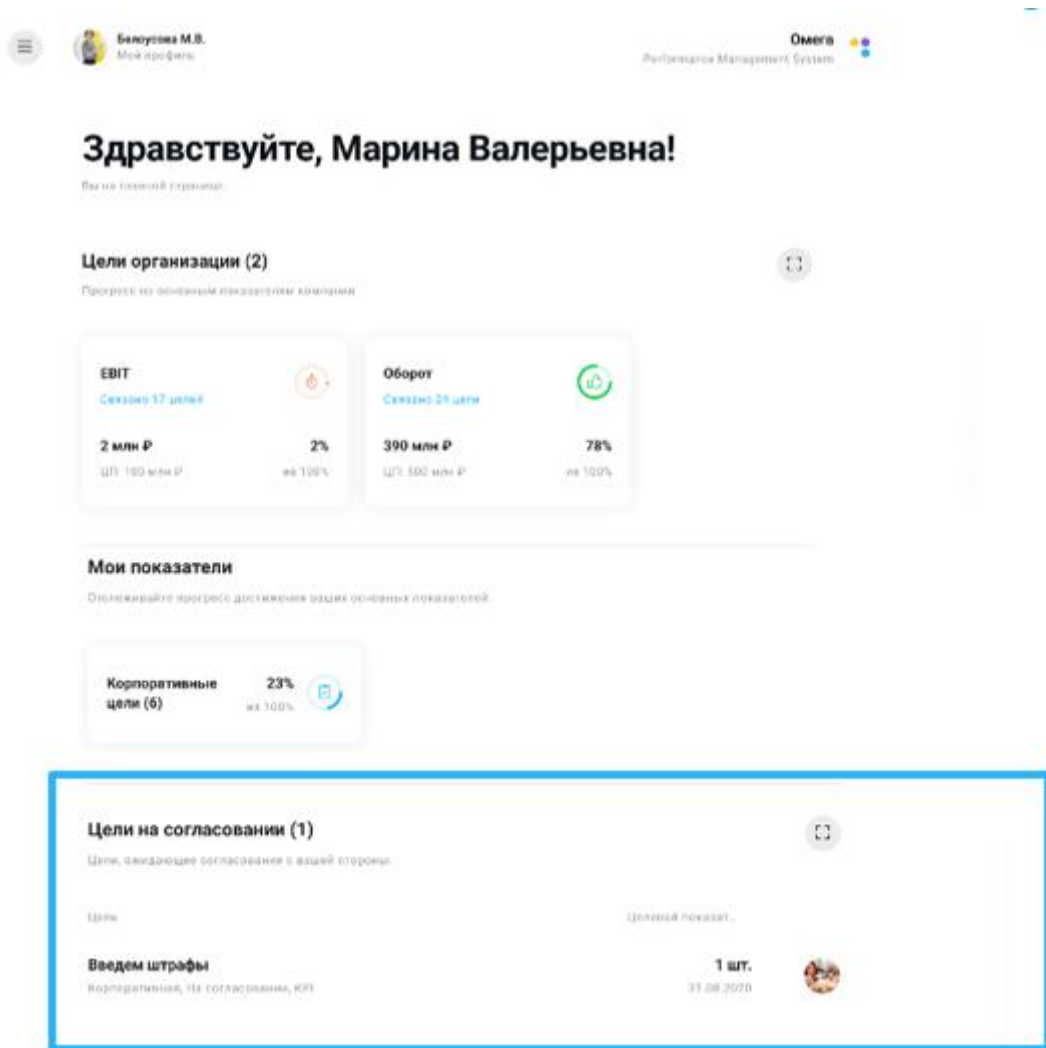 Белоусова М.В.
Мой профиль
Омега
Performance Management System
Здравствуйте, Марина Валерьевна!
Вы на главной странице.
Цели организации (2)
Прогресс по основным показателям компании
EBIT
Связано 17 целей
2 млн ₽ 2%
ЦП: 100 млн ₽ из 100%
Оборот
Связано 24 цели
390 млн ₽ 78%
ЦП: 500 млн ₽ из 100%
Мои показатели
Отслеживайте прогресс достижения ваших основных показателей
Корпоративные 23%
цели (6) из 100%
Цели на согласовании (1)
Цели, ожидающие согласования с вашей стороны.
Цель Целевой показат..
Введем штрафы 1 шт.
Корпоративная, На согласовании, KPI 31.08.2020